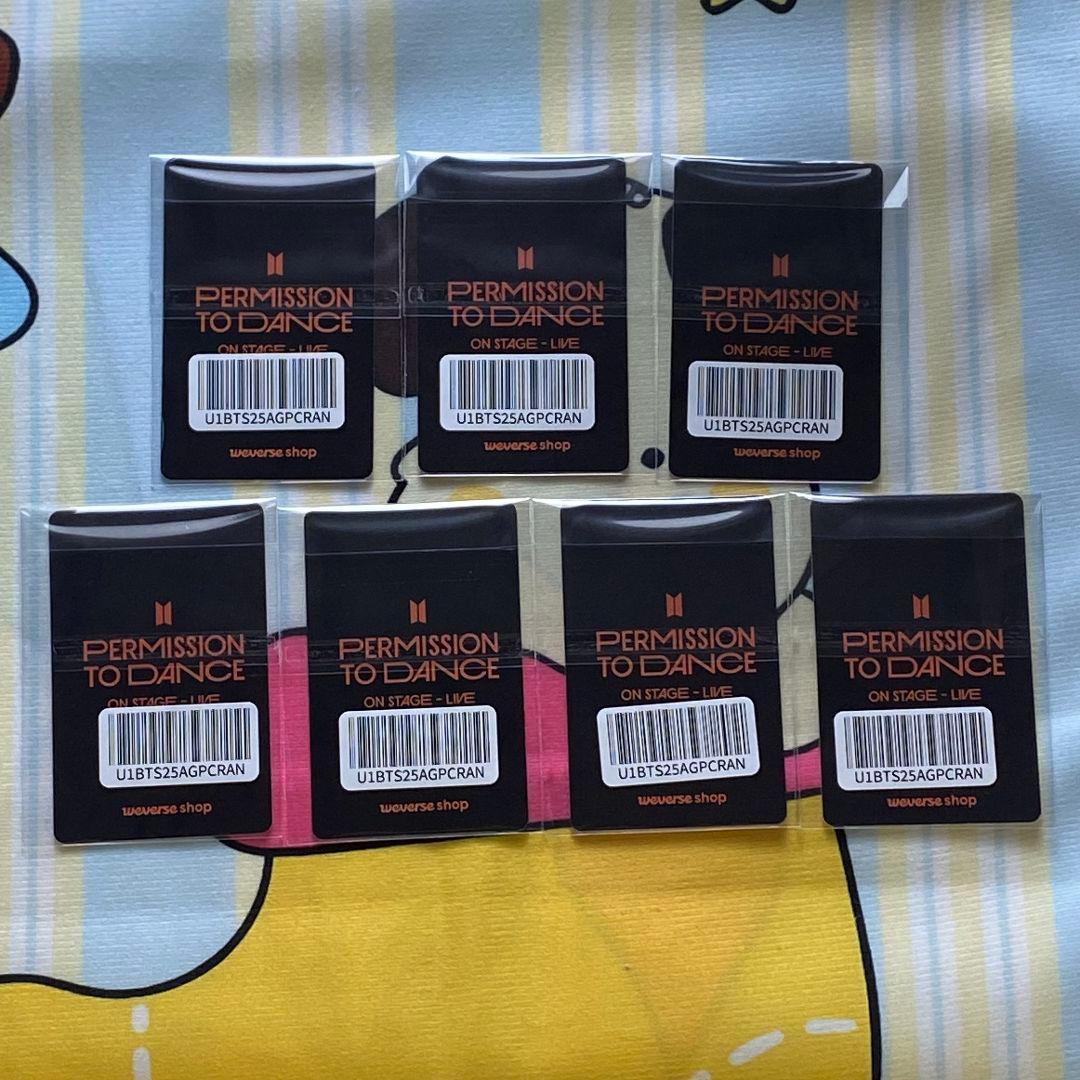 PERMISSION
TO DANCE
ON STAGE - LIVE
U1BTS25AGPCRAN
weverse shop
PERMISSION
TO DANCE
ON STAGE - LIVE
U1BTS25AGPCRAN
weverse shop
PERMISSION
TO DANCE
ON STAGE - LIVE
U1BTS25AGPCRAN
weverse shop
PERMISSION
TO DANCE
ON STAGE - LIVE
U1BTS25AGPCRAN
weverse shop
PERMISSION
TO DANCE
ON STAGE - LIVE
U1BTS25AGPCRAN
weverse shop
PERMISSION
TO DANCE
ON STAGE - LIVE
U1BTS25AGPCRAN
weverse shop
PERMISSION
TO DANCE
ON STAGE - LIVE
U1BTS25AGPCRAN
weverse shop